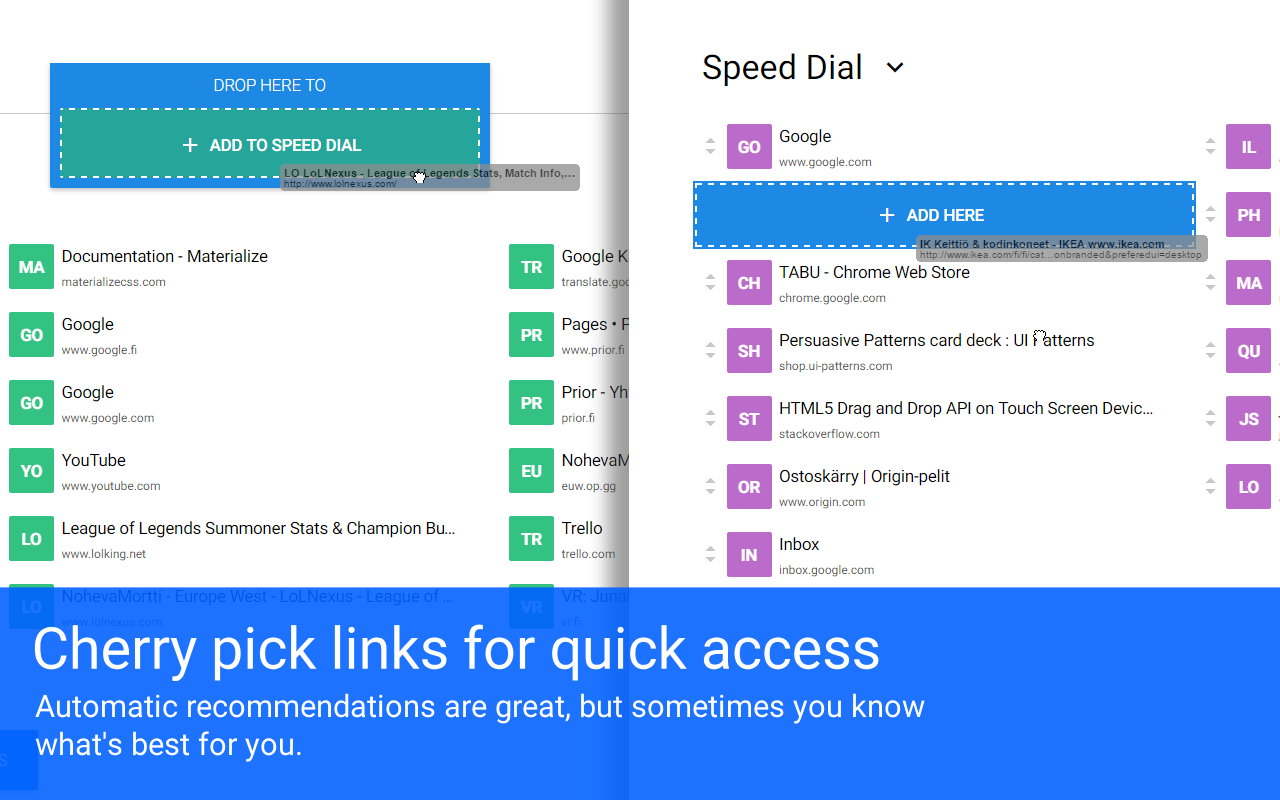 DROP HERE TO
+ ADD TO SPEED DIAL
LO LoLNexus - League of Legends Stats, Match Info,...
http://www.lolnexus.com/
MA Documentation - Materialize
materializecss.com
GO Google
www.google.fi
GO Google
www.google.com
YO YouTube
www.youtube.com
LO League of Legends Summoner Stats & Champion Bu...
www.lolking.net
LO NohevaMortti - Europe West - LoLNexus - League of ...
www.lolnexus.com
TR Google K
translate.goo
PR Pages • P
www.prior.fi
PR Prior - Yh
prior.fi
EU NohevaM
euw.op.gg
TR Trello
trello.com
VR VR: Juna
vr.fi
Speed Dial
GO Google
www.google.com
+ ADD HERE
IK Keittiö & kodinkoneet - IKEA www.ikea.com
http://www.ikea.com/fi/fi/cat...onbranded&preferedui=desktop
CH TABU - Chrome Web Store
chrome.google.com
SH Persuasive Patterns card deck : UI Patterns
shop.ui-patterns.com
ST HTML5 Drag and Drop API on Touch Screen Devic...
stackoverflow.com
OR Ostoskärry | Origin-pelit
www.origin.com
IN Inbox
inbox.google.com
IL
PH
MA
QU
JS
LO
Cherry pick links for quick access
Automatic recommendations are great, but sometimes you know
what's best for you.
S